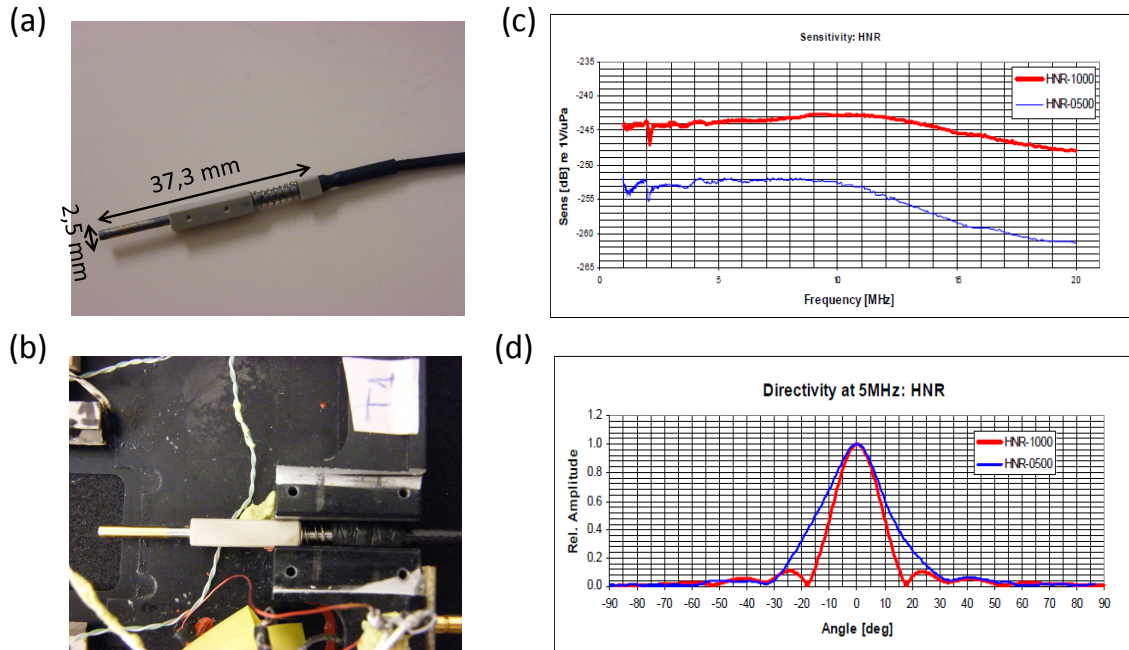 (a)
37,3 mm
2,5 mm
(b)
T1
(c)
Sensitivity: HNR
HNR-1000
HNR-0500
Sens [dB] re 1V/uPa
-235
-240
-245
-250
-255
-260
-265
0
5
10
15
20
Frequency [MHz]
(d)
Directivity at 5MHz: HNR
HNR-1000
HNR-0500
Rel. Amplitude
1.2
1.0
0.8
0.6
0.4
0.2
0.0
-90 -80 -70 -60 -50 -40 -30 -20 -10 0 10 20 30 40 50 60 70 80 90
Angle [deg]